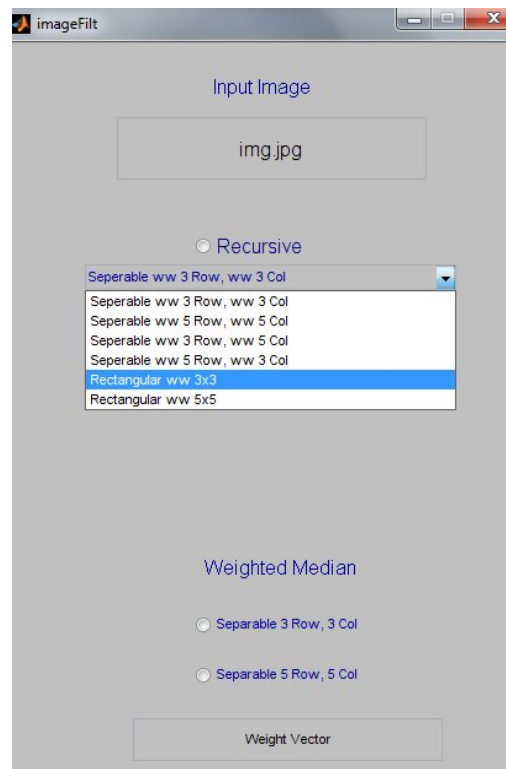 imageFilt
Input Image
img.jpg
Recursive
Seperable ww 3 Row, ww 3 Col
Seperable ww 3 Row, ww 3 Col
Seperable ww 5 Row, ww 5 Col
Seperable ww 3 Row, ww 5 Col
Seperable ww 5 Row, ww 3 Col
Rectangular ww 3x3
Rectangular ww 5x5
Weighted Median
Separable 3 Row, 3 Col
Separable 5 Row, 5 Col
Weight Vector